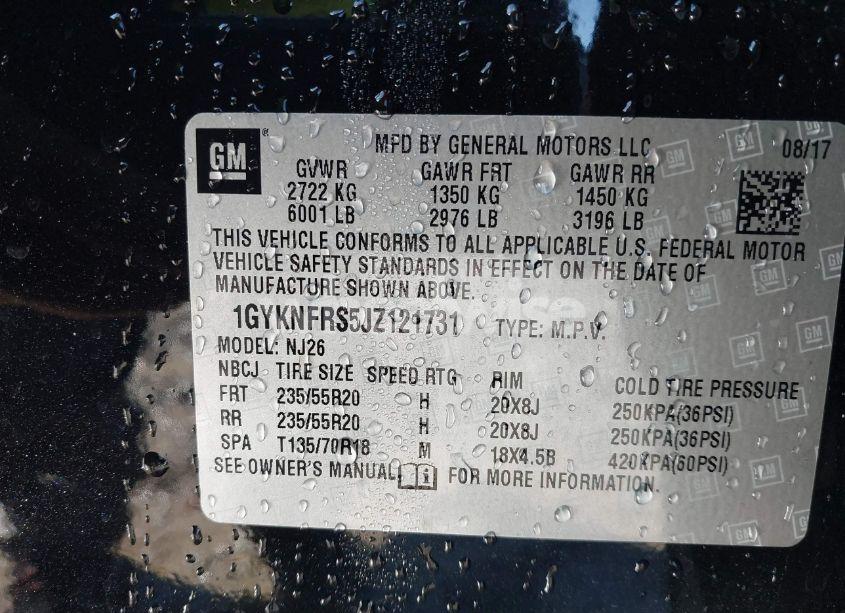 GM
MFD BY GENERAL MOTORS LLC 08/17
GVWR GAWR FRT GAWR RR
2722 KG 1350 KG 1450 KG
6001 LB 2976 LB 3196 LB
THIS VEHICLE CONFORMS TO ALL APPLICABLE U.S. FEDERAL MOTOR
VEHICLE SAFETY STANDARDS IN EFFECT ON THE DATE OF
MANUFACTURE SHOWN ABOVE.
1GYKNFRS5JZ121731 TYPE: M.P.V.
MODEL: NJ26
NBCJ TIRE SIZE SPEED RTG RIM COLD TIRE PRESSURE
FRT 235/55R20 H 20X8J 250KPA(36PSI)
RR 235/55R20 H 20X8J 250KPA(36PSI)
SPA T135/70R18 M 18X4.5B 420KPA(60PSI)
SEE OWNER'S MANUAL FOR MORE INFORMATION.